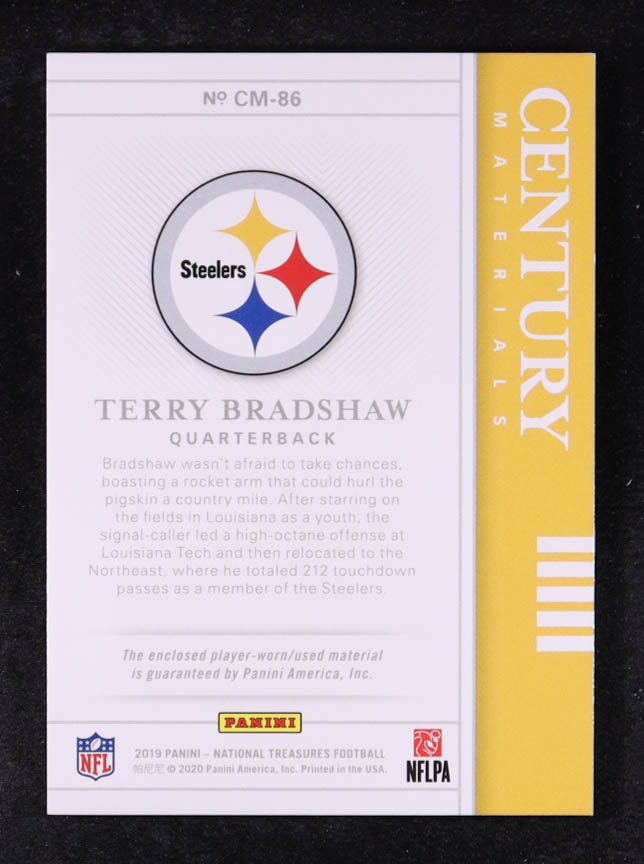 Nº CM-86
Steelers
TERRY BRADSHAW
QUARTERBACK
Bradshaw wasn't afraid to take chances,
boasting a rocket arm that could hurl the
pigskin a country mile. After starring on
the fields in Louisiana as a youth, the
signal-caller led a high-octane offense at
Louisiana Tech and then relocated to the
Northeast, where he totaled 212 touchdown
passes as a member of the Steelers.
The enclosed player-worn/used material
is guaranteed by Panini America, Inc.
PANINI
NFL
2019 PANINI – NATIONAL TREASURES FOOTBALL
帕尼尼 © 2020 Panini America, Inc. Printed in the USA.
NFLPA
CENTURY
MATERIALS